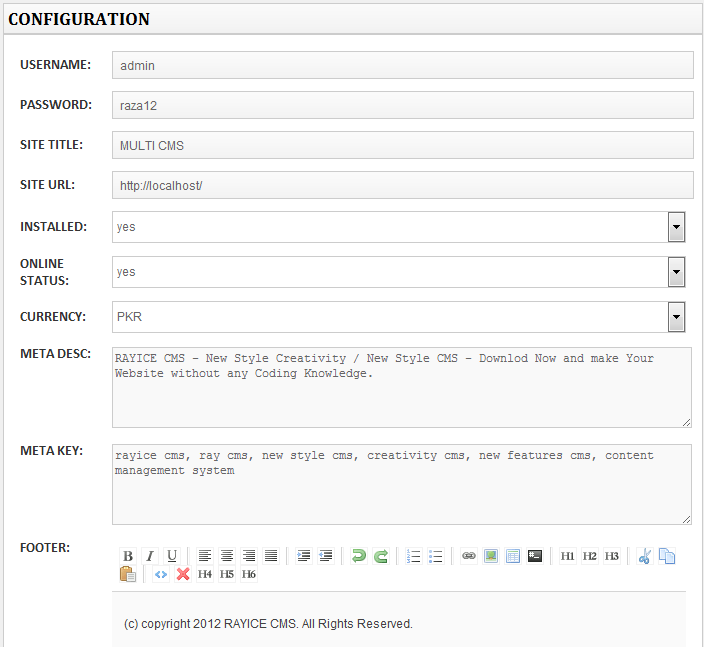 CONFIGURATION
USERNAME: admin
PASSWORD: raza12
SITE TITLE: MULTI CMS
SITE URL: http://localhost/
INSTALLED: yes
ONLINE STATUS: yes
CURRENCY: PKR
META DESC: RAYICE CMS - New Style Creativity / New Style CMS - Downlod Now and make Your
Website without any Coding Knowledge.
META KEY: rayice cms, ray cms, new style cms, creativity cms, new features cms, content
management system
FOOTER: B I U H1 H2 H3
H4 H5 H6
(c) copyright 2012 RAYICE CMS. All Rights Reserved.